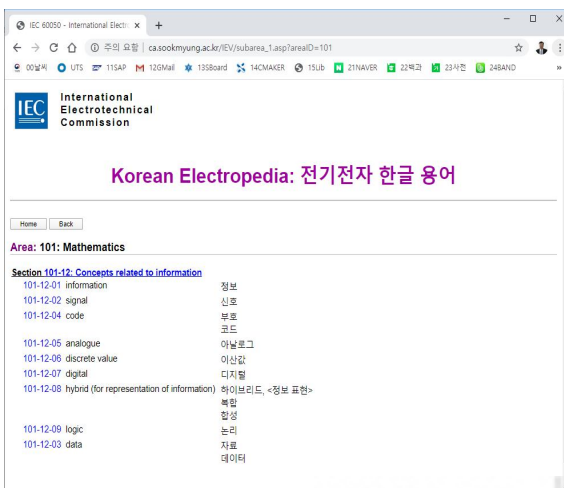 IEC 60050 - International Electr
주의 요함 | ca.sookmyung.ac.kr/IEV/subarea_1.asp?areaID=101
00날씨 UTS 11SAP 12GMail 13SBoard 14CMAKER 15Lib 21NAVER 22백과 23사전 24BAND »
IEC
International
Electrotechnical
Commission
Korean Electropedia: 전기전자 한글 용어
Home Back
Area: 101: Mathematics
Section 101-12: Concepts related to information
101-12-01 information 정보
101-12-02 signal 신호
101-12-04 code 부호
코드
101-12-05 analogue 아날로그
101-12-06 discrete value 이산값
101-12-07 digital 디지털
101-12-08 hybrid (for representation of information) 하이브리드, <정보 표현>
복합
합성
101-12-09 logic 논리
101-12-03 data 자료
데이터